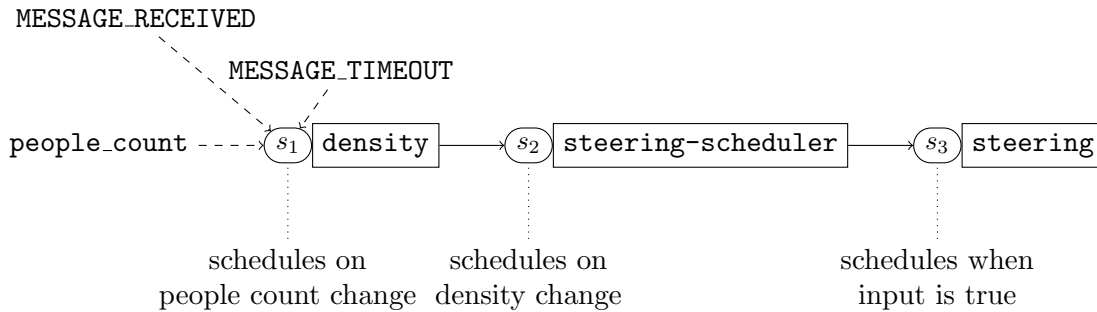 MESSAGE_RECEIVED
MESSAGE_TIMEOUT
people_count s₁ density s₂ steering-scheduler s₃ steering
schedules on schedules on schedules when
people count change density change input is true